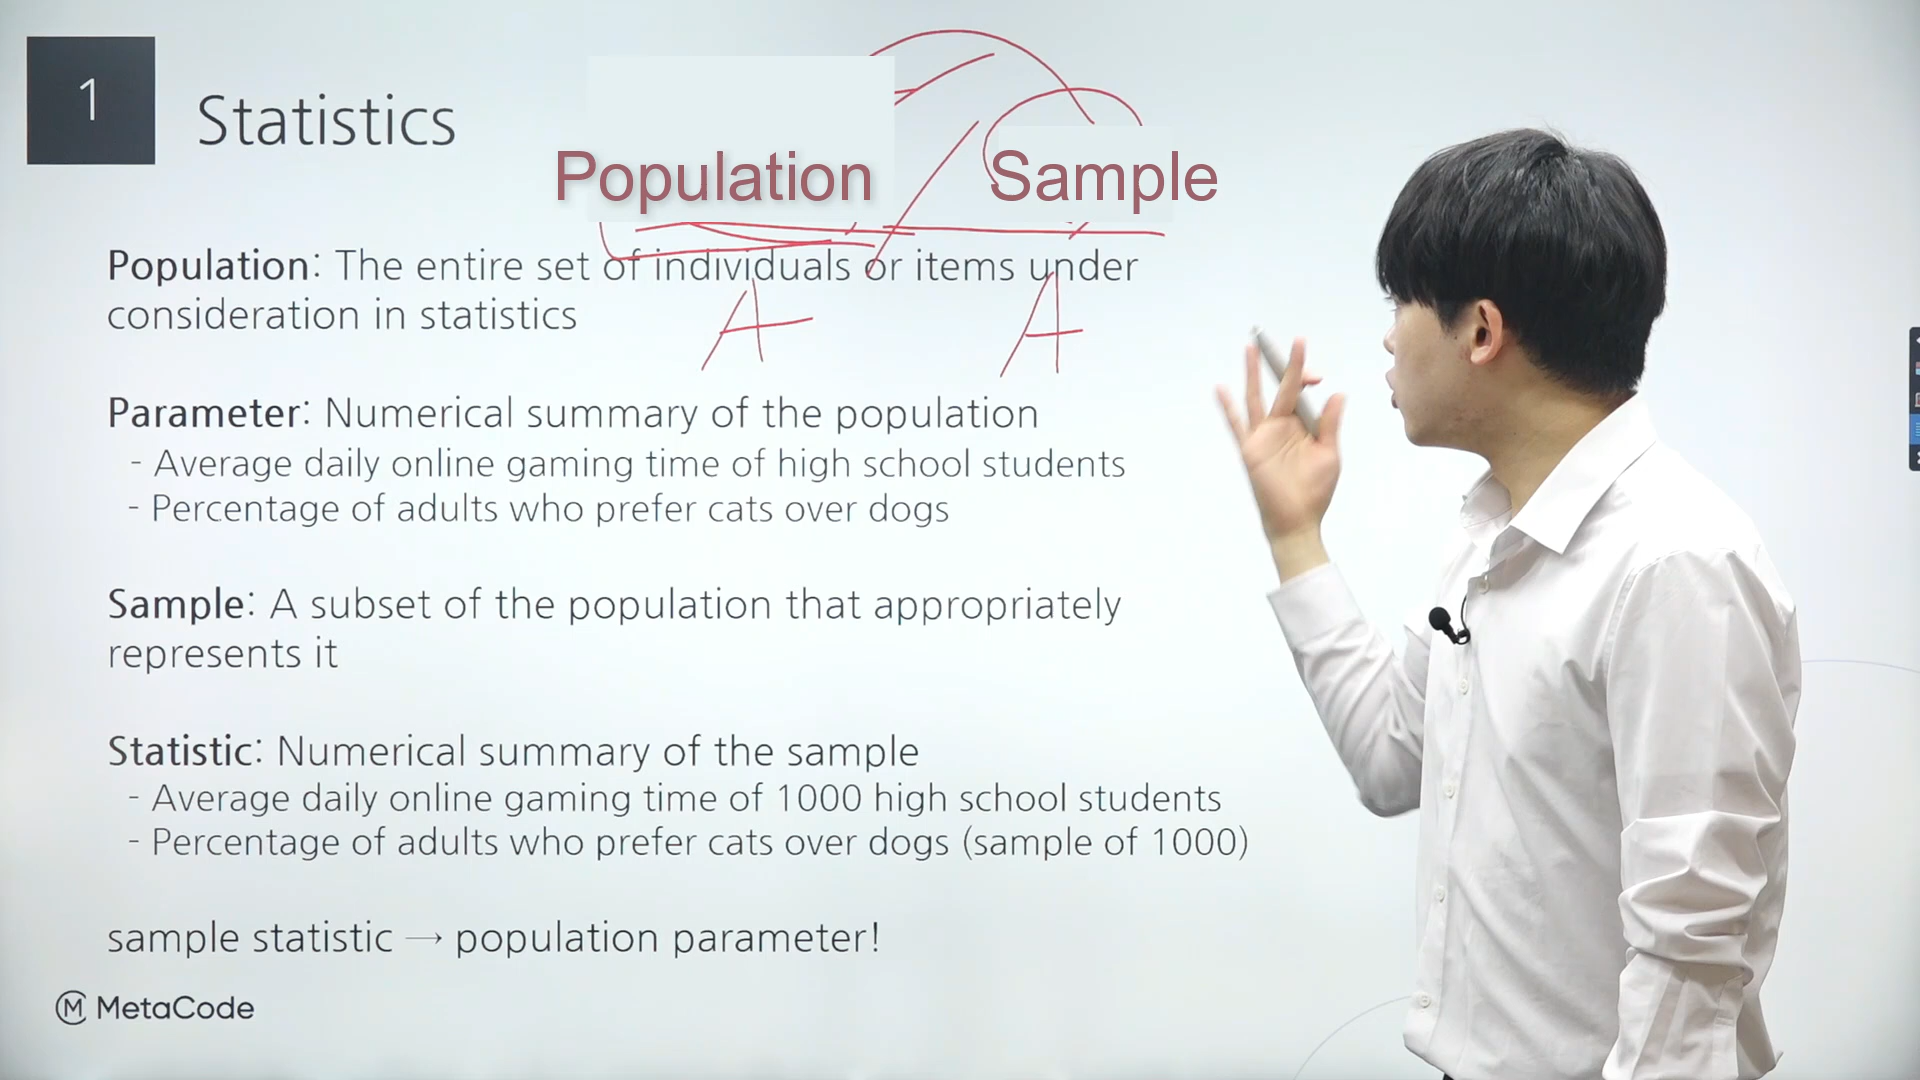 1
Statistics
Population
Sample
Population: The entire set of individuals or items under
consideration in statistics
A
A
Parameter: Numerical summary of the population
- Average daily online gaming time of high school students
- Percentage of adults who prefer cats over dogs
Sample: A subset of the population that appropriately
represents it
Statistic: Numerical summary of the sample
- Average daily online gaming time of 1000 high school students
- Percentage of adults who prefer cats over dogs (sample of 1000)
sample statistic → population parameter!
M MetaCode